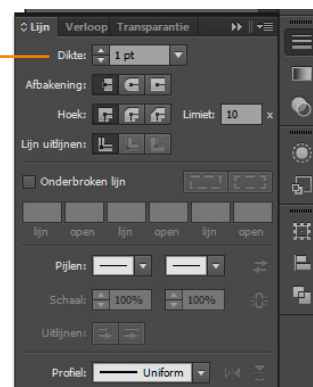 Lijn Verloop Transparantie
Dikte: 1 pt
Afbakening:
Hoek: Limiet: 10 x
Lijn uitlijnen:
Onderbroken lijn
lijn open lijn open lijn open
Pijlen:
Schaal: 100% 100%
Uitlijnen:
Profiel: Uniform